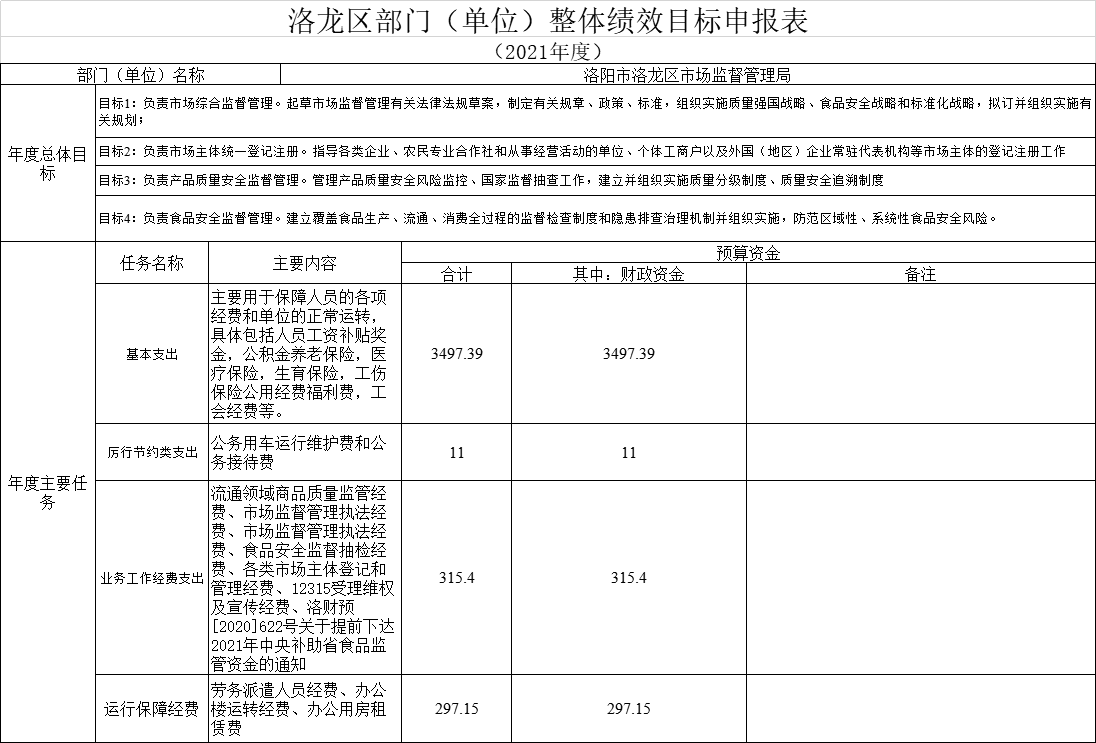 洛龙区部门（单位）整体绩效目标申报表
（2021年度）
部门（单位）名称
洛阳市洛龙区市场监督管理局
年度总体目
标
目标1：负责市场综合监督管理。起草市场监督管理有关法律法规草案，制定有关规章、政策、标准，组织实施质量强国战略、食品安全战略和标准化战略，拟订并组织实施有
关规划；
目标2：负责市场主体统一登记注册。指导各类企业、农民专业合作社和从事经营活动的单位、个体工商户以及外国（地区）企业常驻代表机构等市场主体的登记注册工作
目标3：负责产品质量安全监督管理。管理产品质量安全风险监控、国家监督抽查工作，建立并组织实施质量分级制度、质量安全追溯制度
目标4：负责食品安全监督管理。建立覆盖食品生产、流通、消费全过程的监督检查制度和隐患排查治理机制并组织实施，防范区域性、系统性食品安全风险。
年度主要任
务
任务名称
主要内容
预算资金
合计
其中：财政资金
备注
基本支出
主要用于保障人员的各项
经费和单位的正常运转，
具体包括人员工资补贴奖
金，公积金养老保险，医
疗保险，生育保险，工伤
保险公用经费福利费，工
会经费等。
3497.39
3497.39
厉行节约类支出
公务用车运行维护费和公
务接待费
11
11
业务工作经费支出
流通领域商品质量监管经
费、市场监督管理执法经
费、市场监督管理执法经
费、食品安全监督抽检经
费、各类市场主体登记和
管理经费、12315受理维权
及宣传经费、洛财预
[2020]622号关于提前下达
2021年中央补助省食品监
管资金的通知
315.4
315.4
运行保障经费
劳务派遣人员经费、办公
楼运转经费、办公用房租
赁费
297.15
297.15